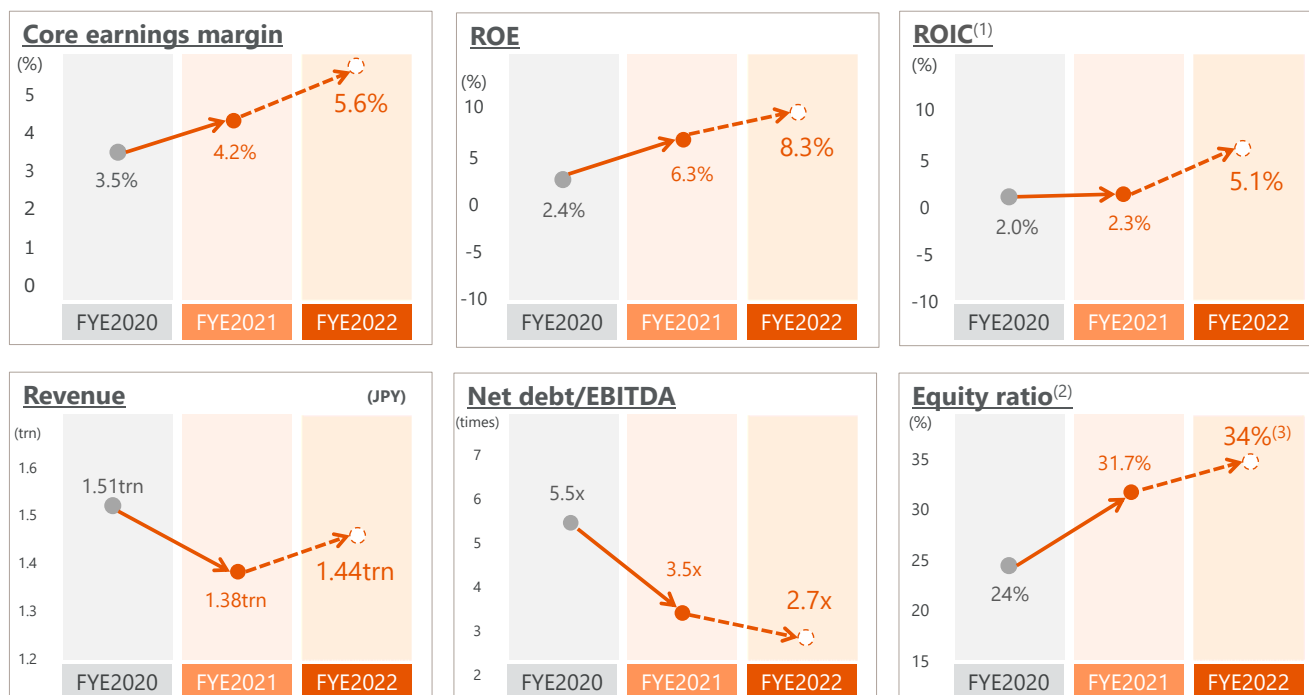 Core earnings margin
(%)
5
4
3
2
1
0
3.5%
4.2%
5.6%
FYE2020 FYE2021 FYE2022
ROE
(%)
10
5
0
-5
-10
2.4%
6.3%
8.3%
FYE2020 FYE2021 FYE2022
ROIC(1)
(%)
10
5
0
-5
-10
2.0%
2.3%
5.1%
FYE2020 FYE2021 FYE2022
Revenue (JPY)
(trn)
1.6
1.5
1.4
1.3
1.2
1.51trn
1.38trn
1.44trn
FYE2020 FYE2021 FYE2022
Net debt/EBITDA
(times)
7
6
5
4
3
2
5.5x
3.5x
2.7x
FYE2020 FYE2021 FYE2022
Equity ratio(2)
(%)
35
30
25
20
15
24%
31.7%
34%(3)
FYE2020 FYE2021 FYE2022